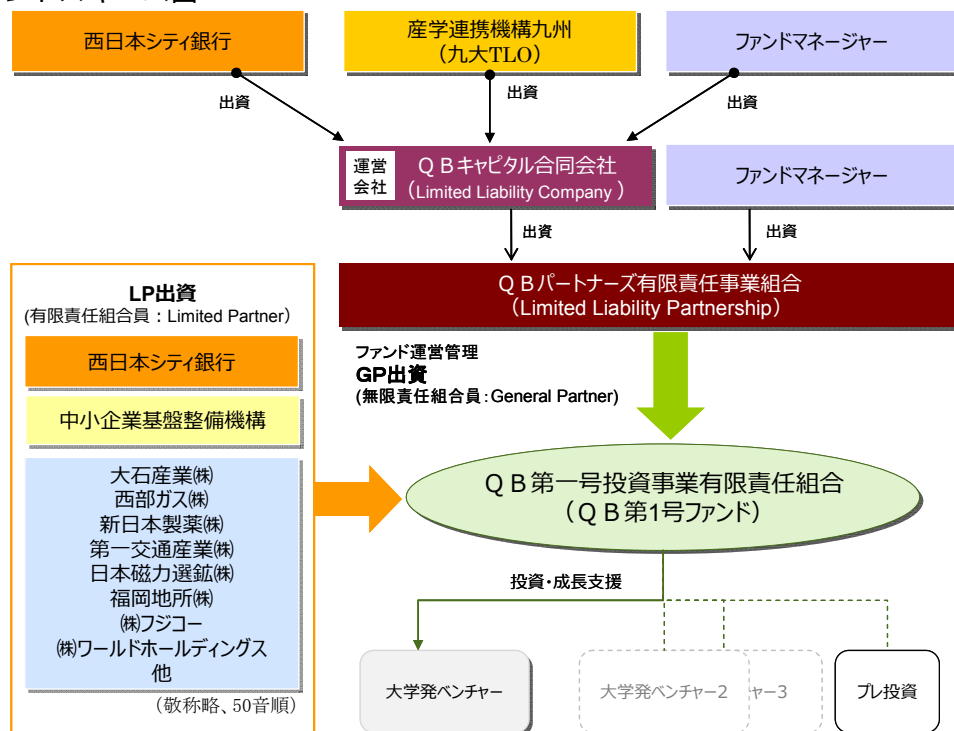 西日本シティ銀行
産学連携機構九州
（九大TLO）
ファンドマネージャー
出資
出資
出資
運営
会社
ＱＢキャピタル合同会社
（Limited Liability Company ）
ファンドマネージャー
出資
出資
ＱＢパートナーズ有限責任事業組合
（Limited Liability Partnership）
LP出資
(有限責任組合員：Limited Partner）
西日本シティ銀行
中小企業基盤整備機構
大石産業㈱
西部ガス㈱
新日本製薬㈱
第一交通産業㈱
日本磁力選鉱㈱
福岡地所㈱
㈱フジコー
㈱ワールドホールディングス
他
（敬称略、50音順）
ファンド運営管理
GP出資
(無限責任組合員：General Partner)
ＱＢ第一号投資事業有限責任組合
（ＱＢ第1号ファンド）
投資・成長支援
大学発ベンチャー
大学発ベンチャー2
ャー3
プレ投資